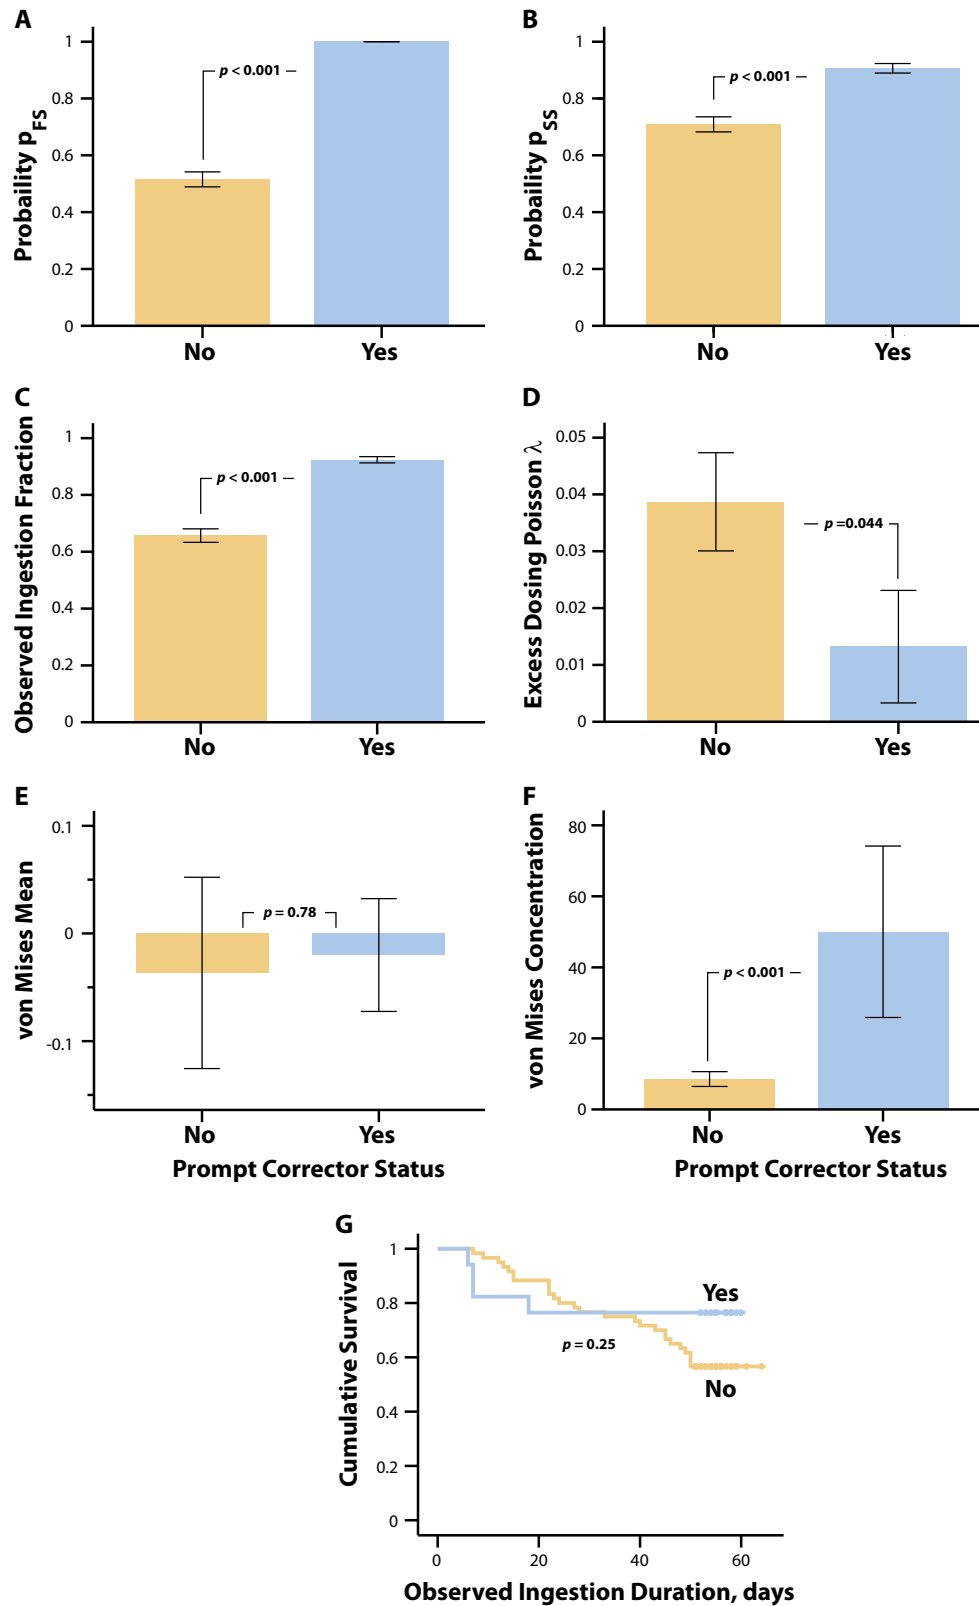 A
Probaility pFS
1
0.8
0.6
0.4
0.2
0
p < 0.001
No
Yes
B
Probaility pSS
1
0.8
0.6
0.4
0.2
0
p < 0.001
No
Yes
C
Observed Ingestion Fraction
1
0.8
0.6
0.4
0.2
0
p < 0.001
No
Yes
D
Excess Dosing Poisson λ
0.05
0.04
0.03
0.02
0.01
0
p =0.044
No
Yes
E
von Mises Mean
0.1
0
-0.1
p = 0.78
No
Yes
Prompt Corrector Status
F
von Mises Concentration
80
60
40
20
0
p < 0.001
No
Yes
Prompt Corrector Status
G
Cumulative Survival
1
0.8
0.6
0.4
0.2
0
Yes
p = 0.25
No
0
20
40
60
Observed Ingestion Duration, days